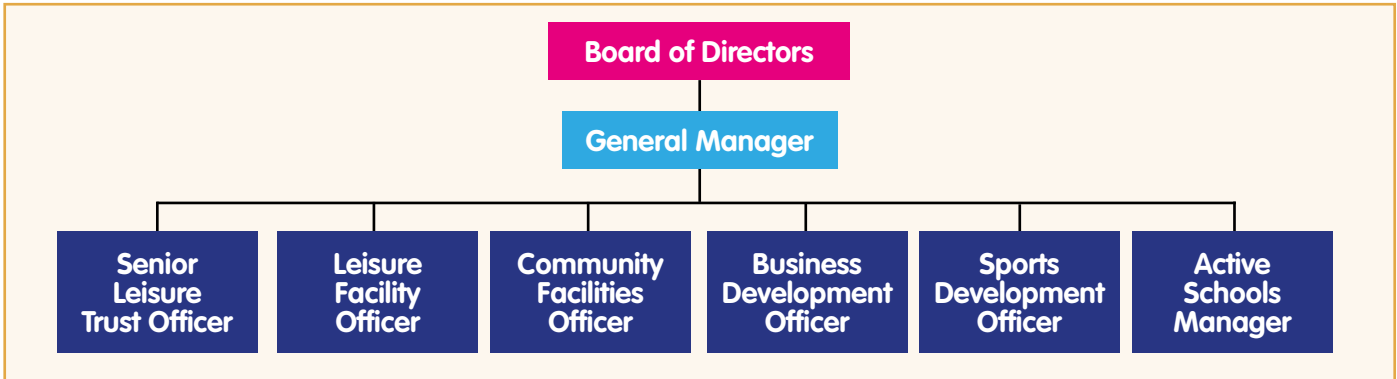 Board of Directors
General Manager
Senior
Leisure
Trust Officer
Leisure
Facility
Officer
Community
Facilities
Officer
Business
Development
Officer
Sports
Development
Officer
Active
Schools
Manager